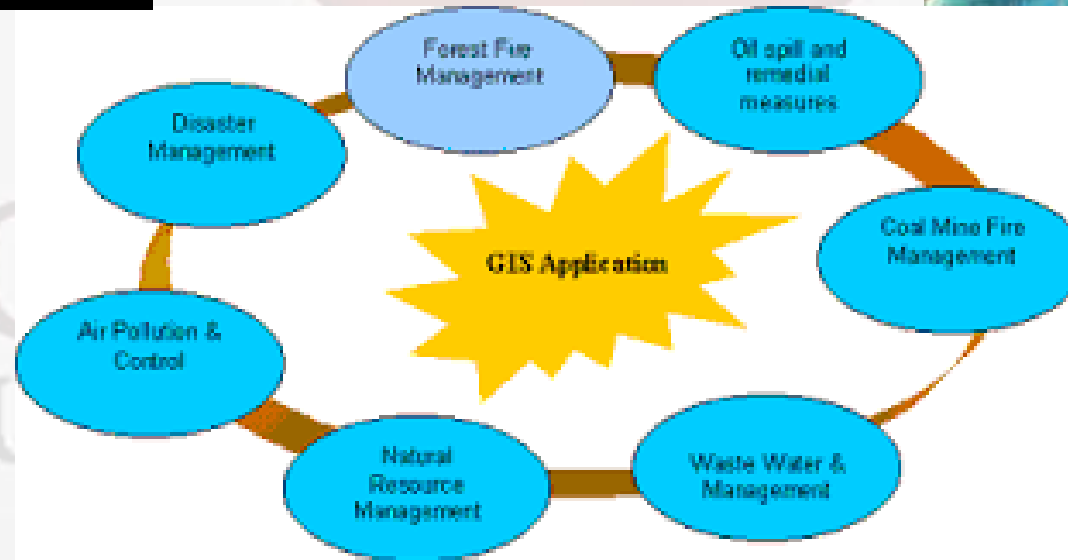 Forest Fire
Management
Oil spill and
remedial
measures
Disaster
Management
Coal Mine Fire
Management
GIS Application
Air Pollution &
Control
Natural
Resource
Management
Waste Water &
Management